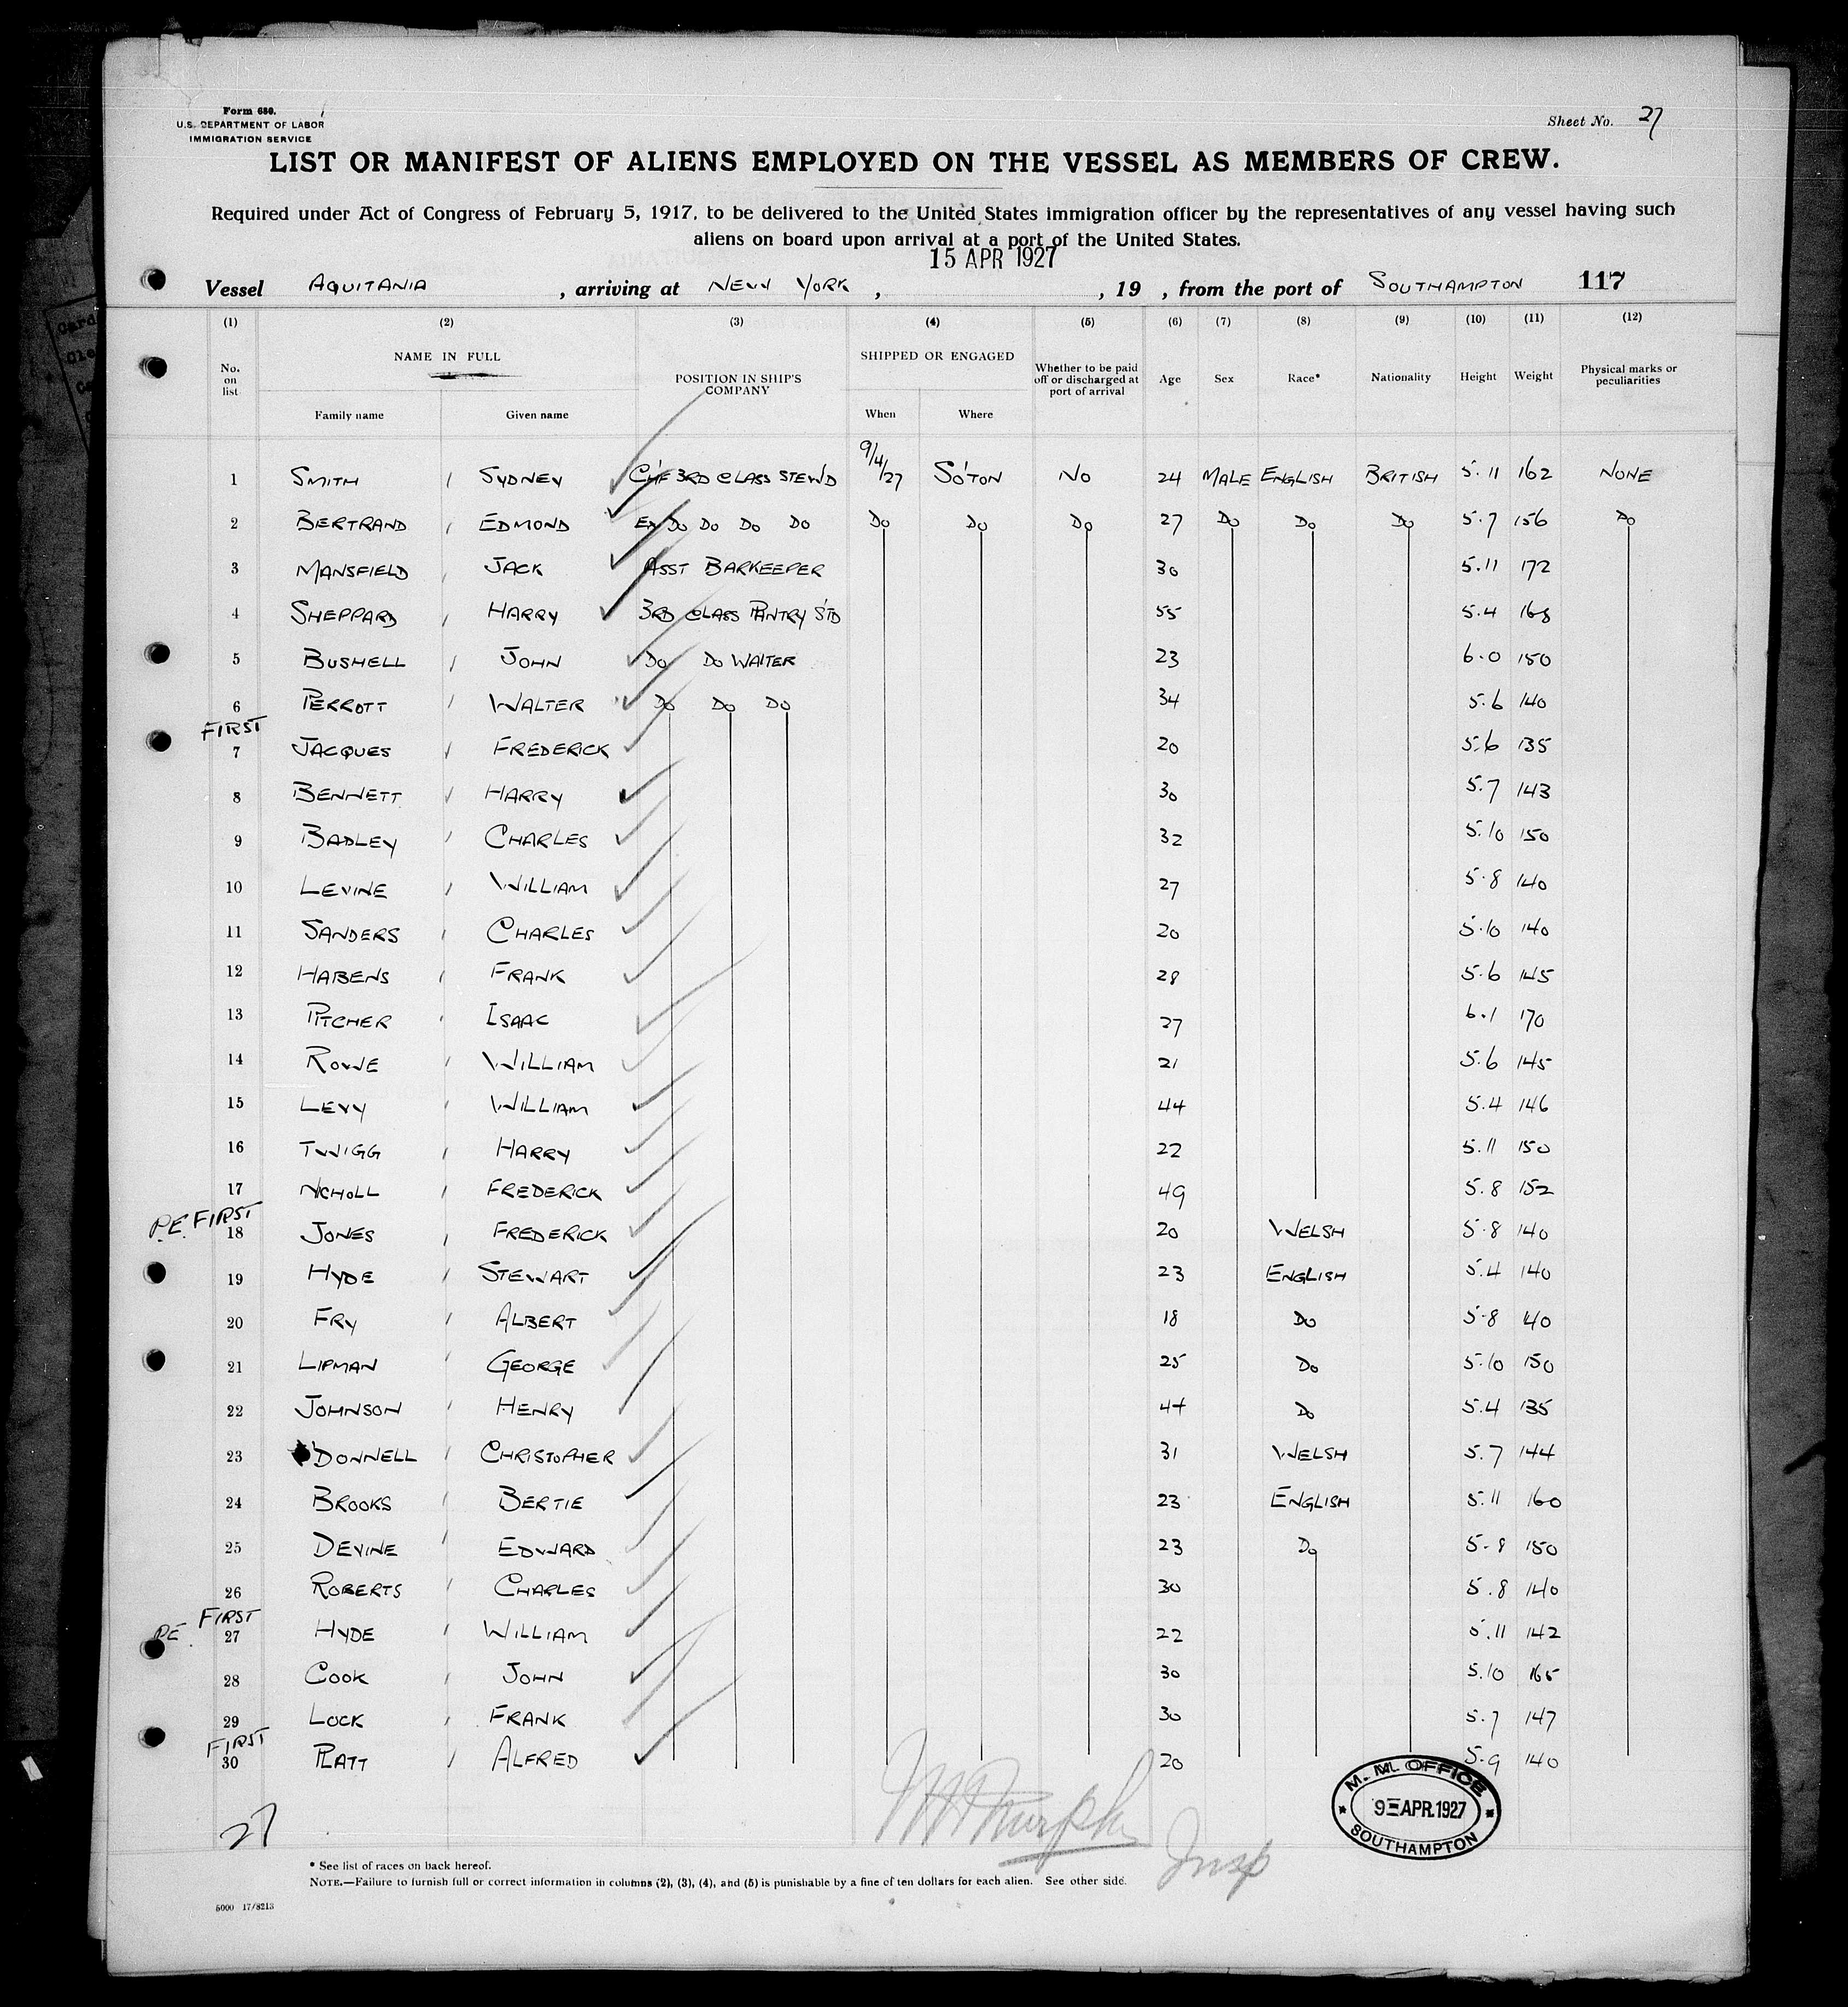 Form 680.
U.S. DEPARTMENT OF LABOR
IMMIGRATION SERVICE
Sheet No. 27
LIST OR MANIFEST OF ALIENS EMPLOYED ON THE VESSEL AS MEMBERS OF CREW.
Required under Act of Congress of February 5, 1917, to be delivered to the United States immigration officer by the representatives of any vessel having such
aliens on board upon arrival at a port of the United States.
15 APR 1927
Vessel AQUITANIA , arriving at NEW YORK , , 19 , from the port of SOUTHAMPTON 117
(1) (2) (3) (4) (5) (6) (7) (8) (9) (10) (11) (12)
No. on list NAME IN FULL POSITION IN SHIP'S COMPANY SHIPPED OR ENGAGED Whether to be paid off or discharged at port of arrival Age Sex Race* Nationality Height Weight Physical marks or peculiarities
Family name Given name When Where
1 SMITH SYDNEY CH'F 3RD CLASS STEW'D 9/4/27 SO'TON NO 24 MALE ENGLISH BRITISH 5.11 162 NONE
2 BERTRAND EDMOND Do Do Do Do Do Do Do 27 Do Do Do 5.7 156 Do
3 MANSFIELD JACK ASST BARKEEPER 30 5.11 172
4 SHEPPARD HARRY 3RD CLASS PANTRY STD 55 5.4 168
5 BUSHELL JOHN Do Do WAITER 23 6.0 150
6 PERROTT WALTER Do Do Do 34 5.6 140
FIRST
7 JACQUES FREDERICK 20 5.6 135
8 BENNETT HARRY 30 5.7 143
9 BADLEY CHARLES 32 5.10 150
10 LEVINE WILLIAM 27 5.8 140
11 SANDERS CHARLES 20 5.10 140
12 HABENS FRANK 28 5.6 145
13 PITCHER ISAAC 27 6.1 170
14 ROWE WILLIAM 21 5.6 145
15 LEVY WILLIAM 44 5.4 146
16 TWIGG HARRY 22 5.11 150
17 NICHOLL FREDERICK 49 5.8 152
P.E. FIRST
18 JONES FREDERICK 20 WELSH 5.8 140
19 HYDE STEWART 23 ENGLISH 5.4 140
20 FRY ALBERT 18 Do 5.8 140
21 LIPMAN GEORGE 25 Do 5.10 150
22 JOHNSON HENRY 44 Do 5.4 135
23 O'DONNELL CHRISTOPHER 31 WELSH 5.7 144
24 BROOKS BERTIE 23 ENGLISH 5.11 160
25 DEVINE EDWARD 23 Do 5.8 150
26 ROBERTS CHARLES 30 5.8 140
P.E. FIRST
27 HYDE WILLIAM 22 5.11 142
28 COOK JOHN 30 5.10 165
29 LOCK FRANK 30 5.7 147
FIRST
30 PLATT ALFRED 20 5.9 140
M. M. OFFICE
9 APR. 1927
SOUTHAMPTON
27
Murphy
Insp
* See list of races on back hereof.
NOTE.—Failure to furnish full or correct information in columns (2), (3), (4), and (5) is punishable by a fine of ten dollars for each alien. See other side.
5000 17/8213